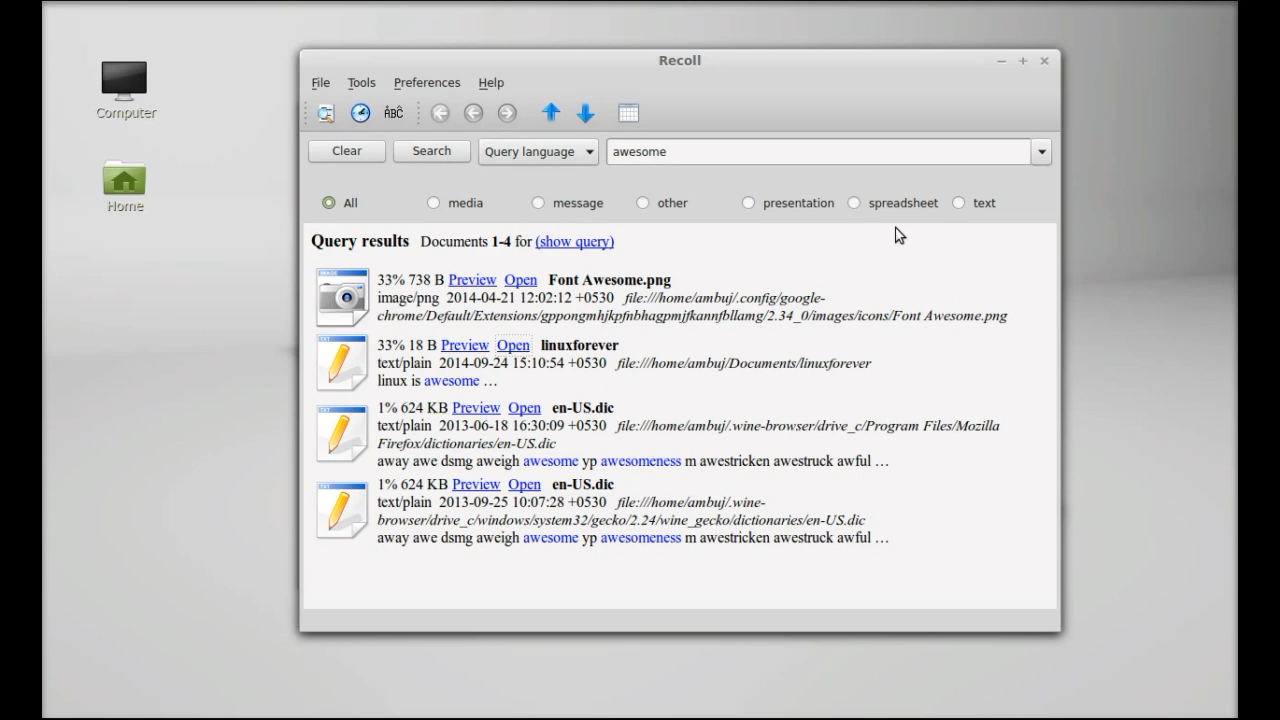 Recoll
Computer
Home
File Tools Preferences Help
ABC
Clear Search Query language awesome
All media message other presentation spreadsheet text
Query results Documents 1-4 for (show query)
33% 738 B Preview Open Font Awesome.png
image/png 2014-04-21 12:02:12 +0530 file:///home/ambuj/.config/google-
chrome/Default/Extensions/gppongmhjkpfnbhagpmjfkannfbllamg/2.34_0/images/icons/Font Awesome.png
33% 18 B Preview Open linuxforever
text/plain 2014-09-24 15:10:54 +0530 file:///home/ambuj/Documents/linuxforever
linux is awesome …
1% 624 KB Preview Open en-US.dic
text/plain 2013-06-18 16:30:09 +0530 file:///home/ambuj/.wine-browser/drive_c/Program Files/Mozilla
Firefox/dictionaries/en-US.dic
away awe dsmg aweigh awesome yp awesomeness m awestricken awestruck awful …
1% 624 KB Preview Open en-US.dic
text/plain 2013-09-25 10:07:28 +0530 file:///home/ambuj/.wine-
browser/drive_c/windows/system32/gecko/2.24/wine_gecko/dictionaries/en-US.dic
away awe dsmg aweigh awesome yp awesomeness m awestricken awestruck awful …